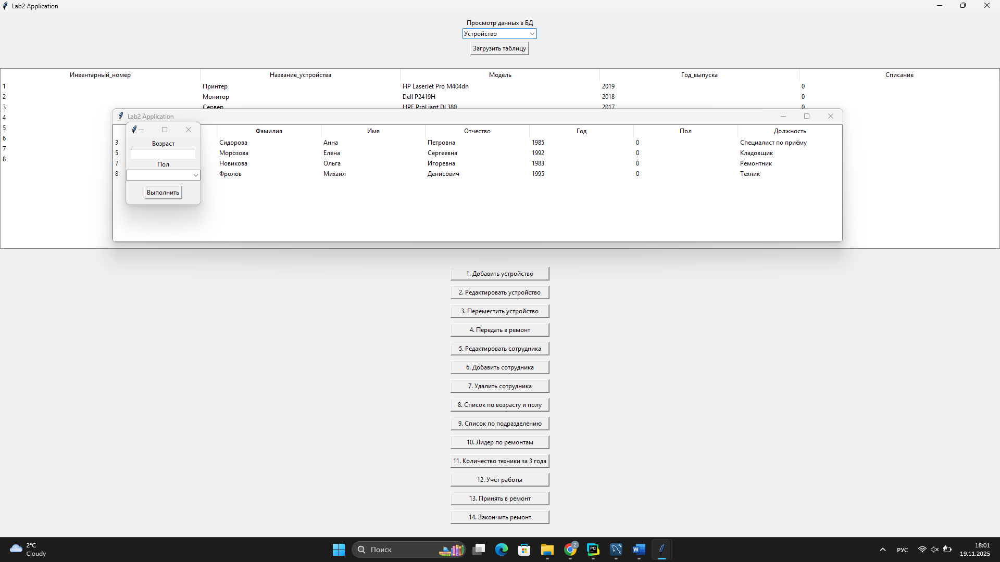 Lab2 Application
Просмотр данных в БД
Устройство
Загрузить таблицу
Инвентарный_номер Название_устройства Модель Год_выпуска Списание
1 Принтер HP LaserJet Pro M404dn 2019 0
2 Монитор Dell P2419H 2018 0
3 Сервер HPE ProLiant DL380 2017 0
4
5
6
7
8
Lab2 Application
Фамилия Имя Отчество Год Пол Должность
3 Сидорова Анна Петровна 1985 0 Специалист по приёму
5 Морозова Елена Сергеевна 1992 0 Кладовщик
7 Новикова Ольга Игоревна 1983 0 Ремонтник
8 Фролов Михаил Денисович 1995 0 Техник
Возраст
Пол
Выполнить
1. Добавить устройство
2. Редактировать устройство
3. Переместить устройство
4. Передать в ремонт
5. Редактировать сотрудника
6. Добавить сотрудника
7. Удалить сотрудника
8. Список по возрасту и полу
9. Список по подразделению
10. Лидер по ремонтам
11. Количество техники за 3 года
12. Учёт работы
13. Принять в ремонт
14. Закончить ремонт
2°C
Cloudy
Поиск
Z
PC
W
РУС
18:01
19.11.2025